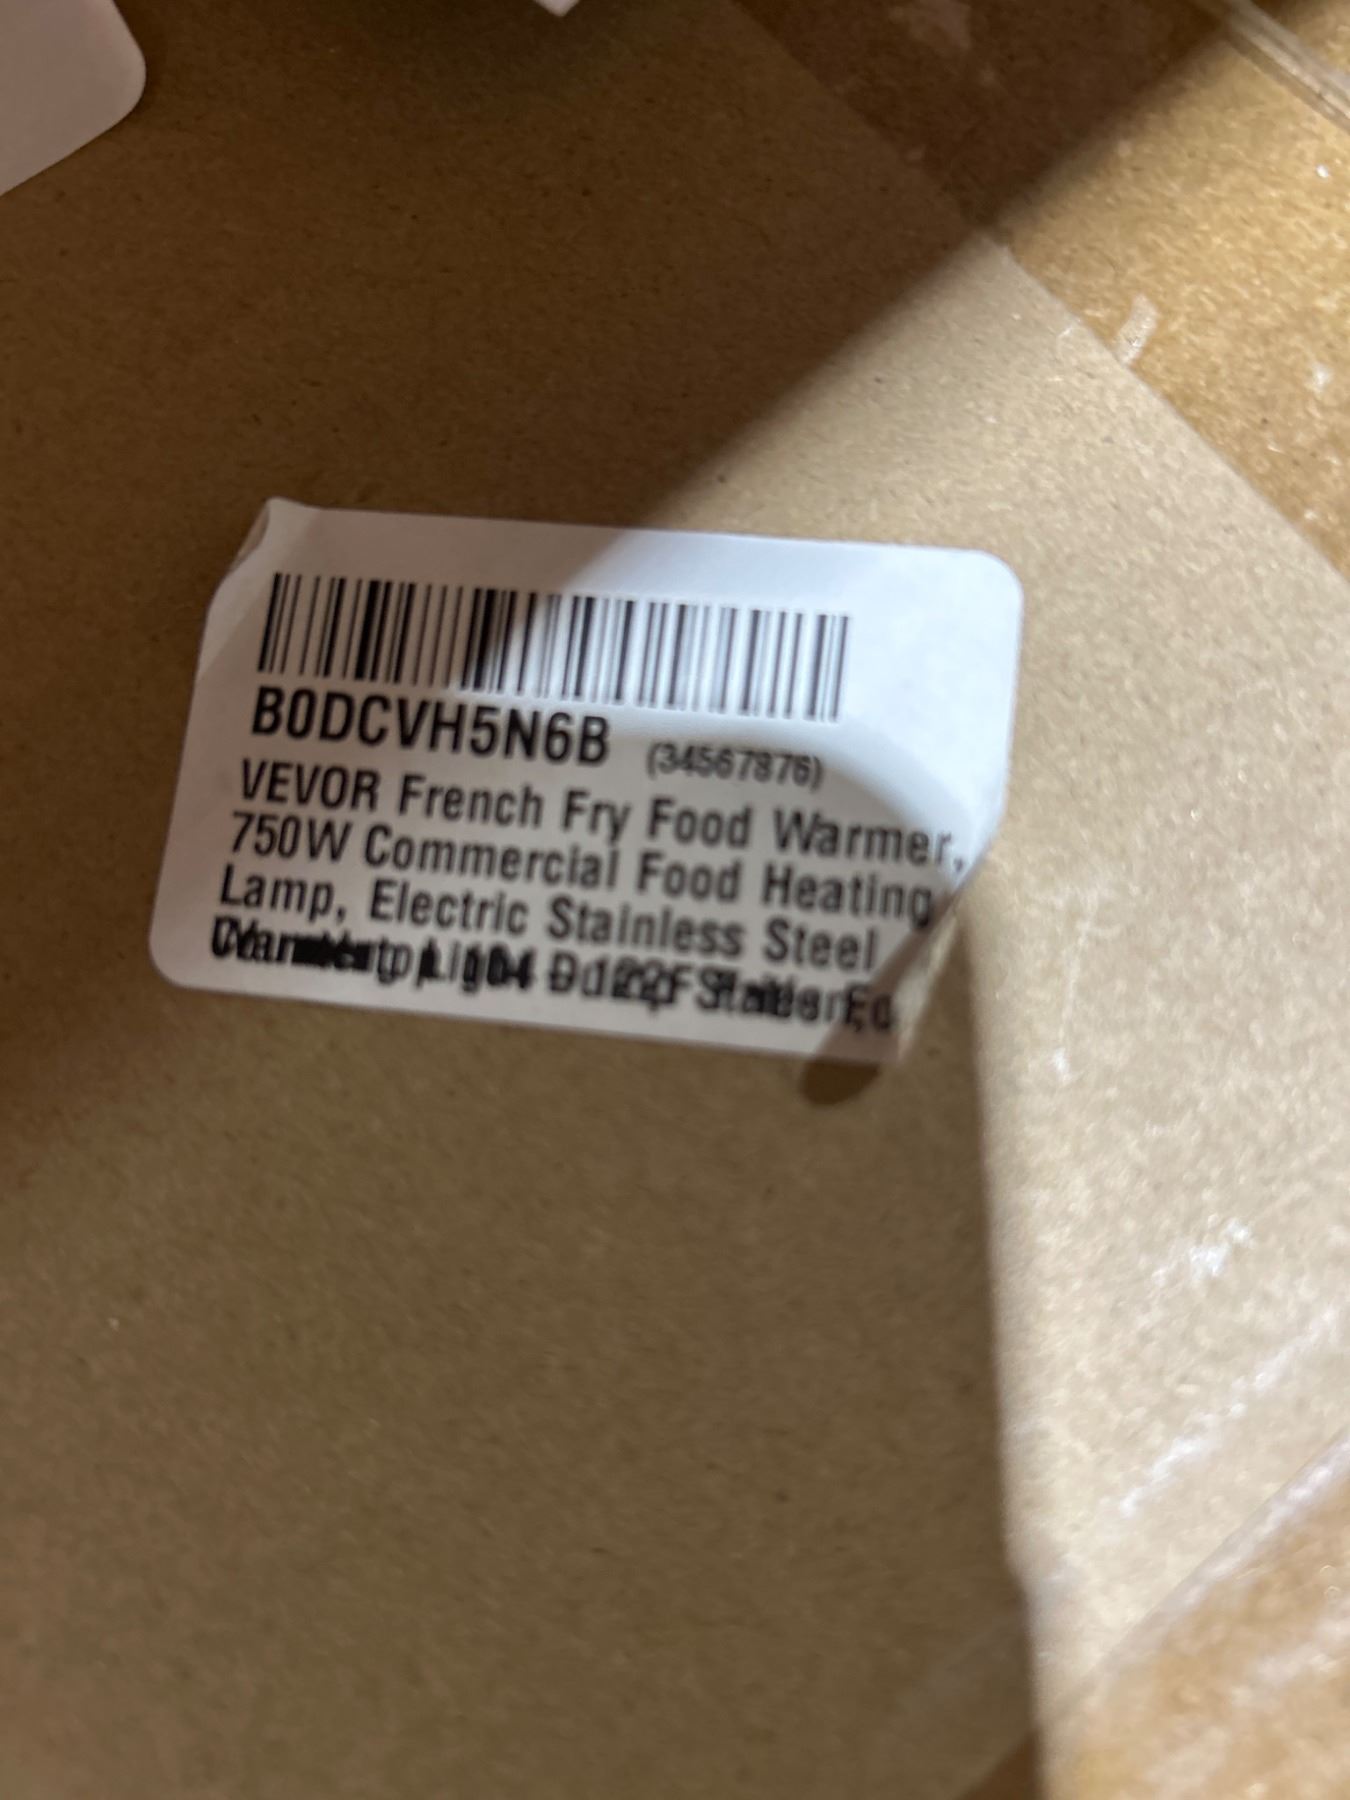 B0DCVH5N6B (34567876)
VEVOR French Fry Food Warmer,
750W Commercial Food Heating
Lamp, Electric Stainless Steel